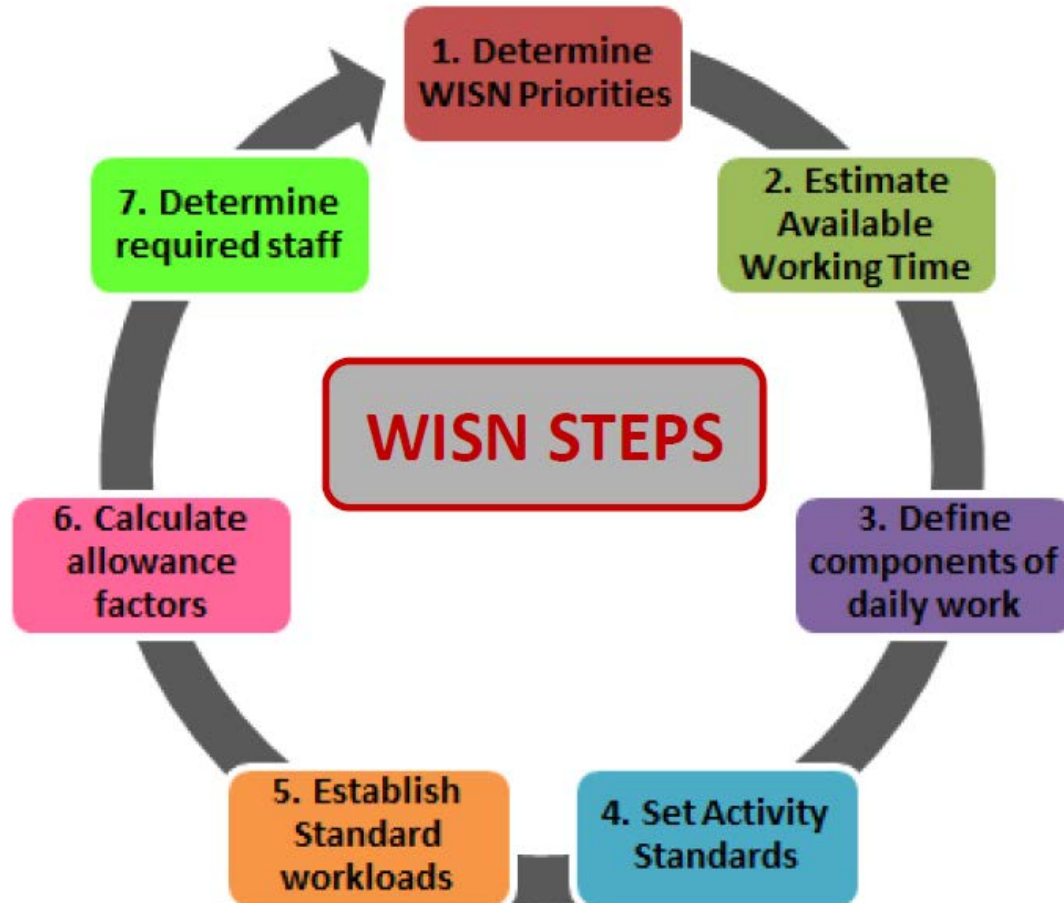 1. Determine
WISN Priorities
2. Estimate
Available
Working Time
3. Define
components of
daily work
4. Set Activity
Standards
5. Establish
Standard
workloads
6. Calculate
allowance
factors
7. Determine
required staff
WISN STEPS